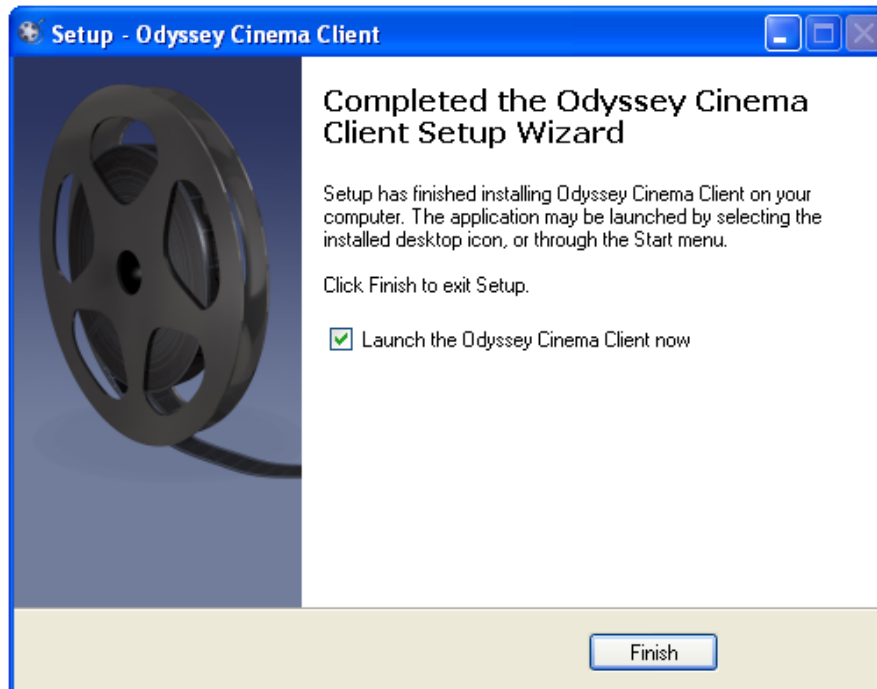 Setup - Odyssey Cinema Client
Completed the Odyssey Cinema
Client Setup Wizard
Setup has finished installing Odyssey Cinema Client on your
computer. The application may be launched by selecting the
installed desktop icon, or through the Start menu.
Click Finish to exit Setup.
Launch the Odyssey Cinema Client now
Finish